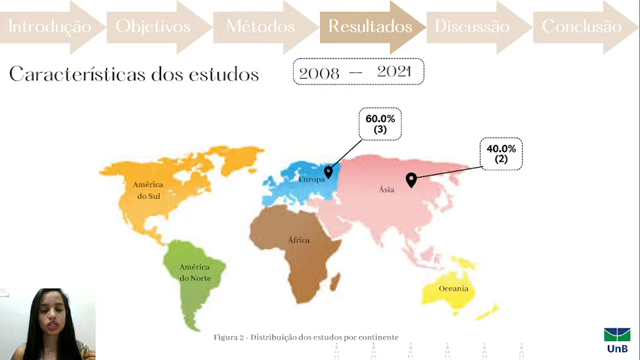 Introdução
Objetivos
Métodos
Resultados
Discussão
Conclusão
Características dos estudos
2008 — 2021
60.0%
(3)
40.0%
(2)
América
do Sul
Europa
Ásia
África
América
do Norte
Oceania
Figura 2 - Distribuição dos estudos por continente
UnB